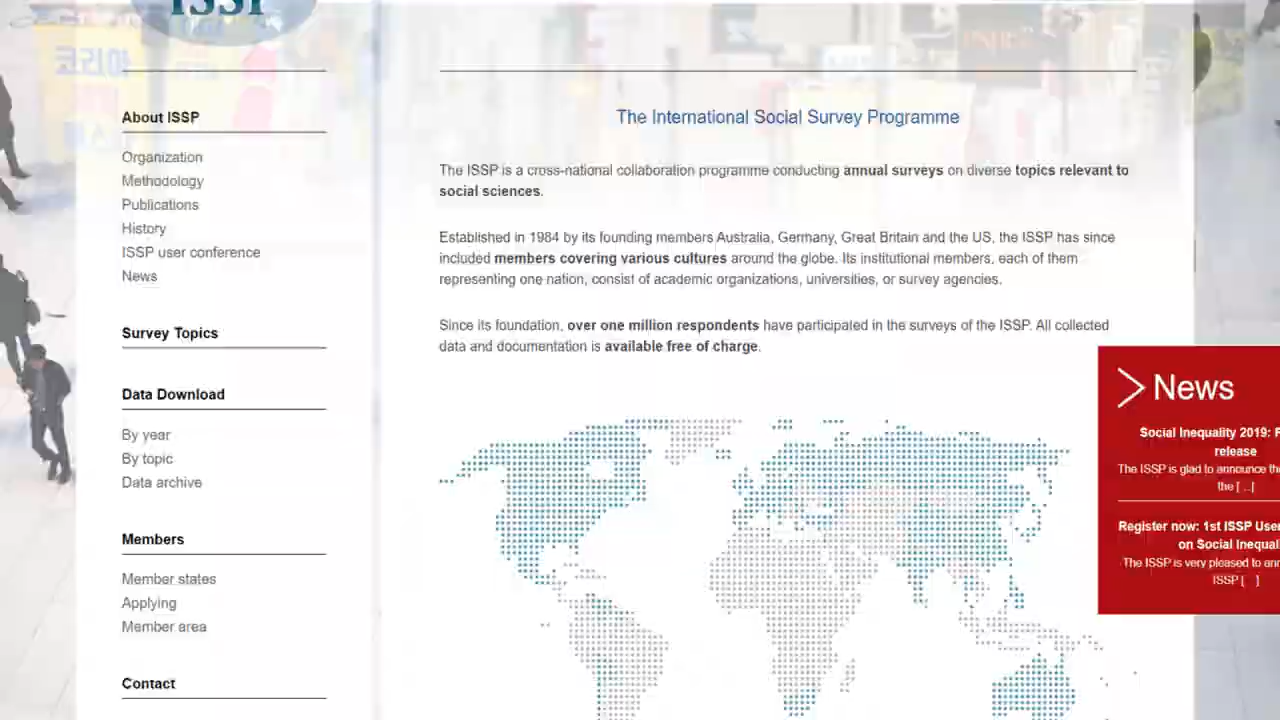 ISSP
About ISSP
Organization
Methodology
Publications
History
ISSP user conference
News
Survey Topics
Data Download
By year
By topic
Data archive
Members
Member states
Applying
Member area
Contact
The International Social Survey Programme
The ISSP is a cross-national collaboration programme conducting annual surveys on diverse topics relevant to
social sciences.
Established in 1984 by its founding members Australia, Germany, Great Britain and the US, the ISSP has since
included members covering various cultures around the globe. Its institutional members, each of them
representing one nation, consist of academic organizations, universities, or survey agencies.
Since its foundation, over one million respondents have participated in the surveys of the ISSP. All collected
data and documentation is available free of charge.
News
Social Inequality 2019: F
release
The ISSP is glad to announce the
the [...]
Register now: 1st ISSP User
on Social Inequal
The ISSP is very pleased to ann
ISSP [ ]